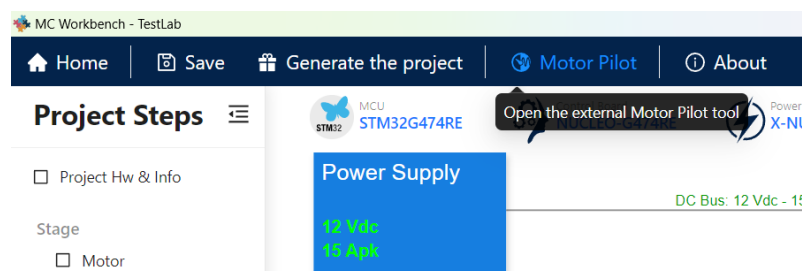 MC Workbench - TestLab
Home Save Generate the project Motor Pilot About
Project Steps
MCU
STM32G474RE
STM32
Open the external Motor Pilot tool
Power
X-NU
Project Hw & Info
Power Supply
DC Bus: 12 Vdc - 15
12 Vdc
15 Apk
Stage
Motor